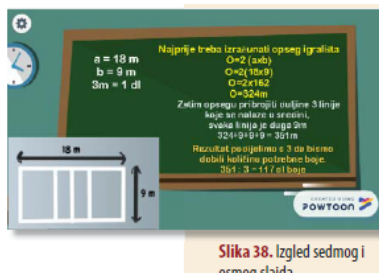 a = 18 m
b = 9 m
3m = 1 dl
Najprije treba izračunati opseg igrališta
O=2 (axb)
O=2(18x9)
O=2x162
O=324m
Zatim opsegu pribrojiti duljine 3 linije
koje se nalaze u sredini,
svaka linija je duga 9m
324+9+9+9 = 351m
Rezultat podijelimo s 3 da bismo
dobili količinu potrebne boje.
351 : 3 = 117 dl boje
18 m
9 m
POWTOON
Slika 38. Izgled sedmog i
osmog slajda